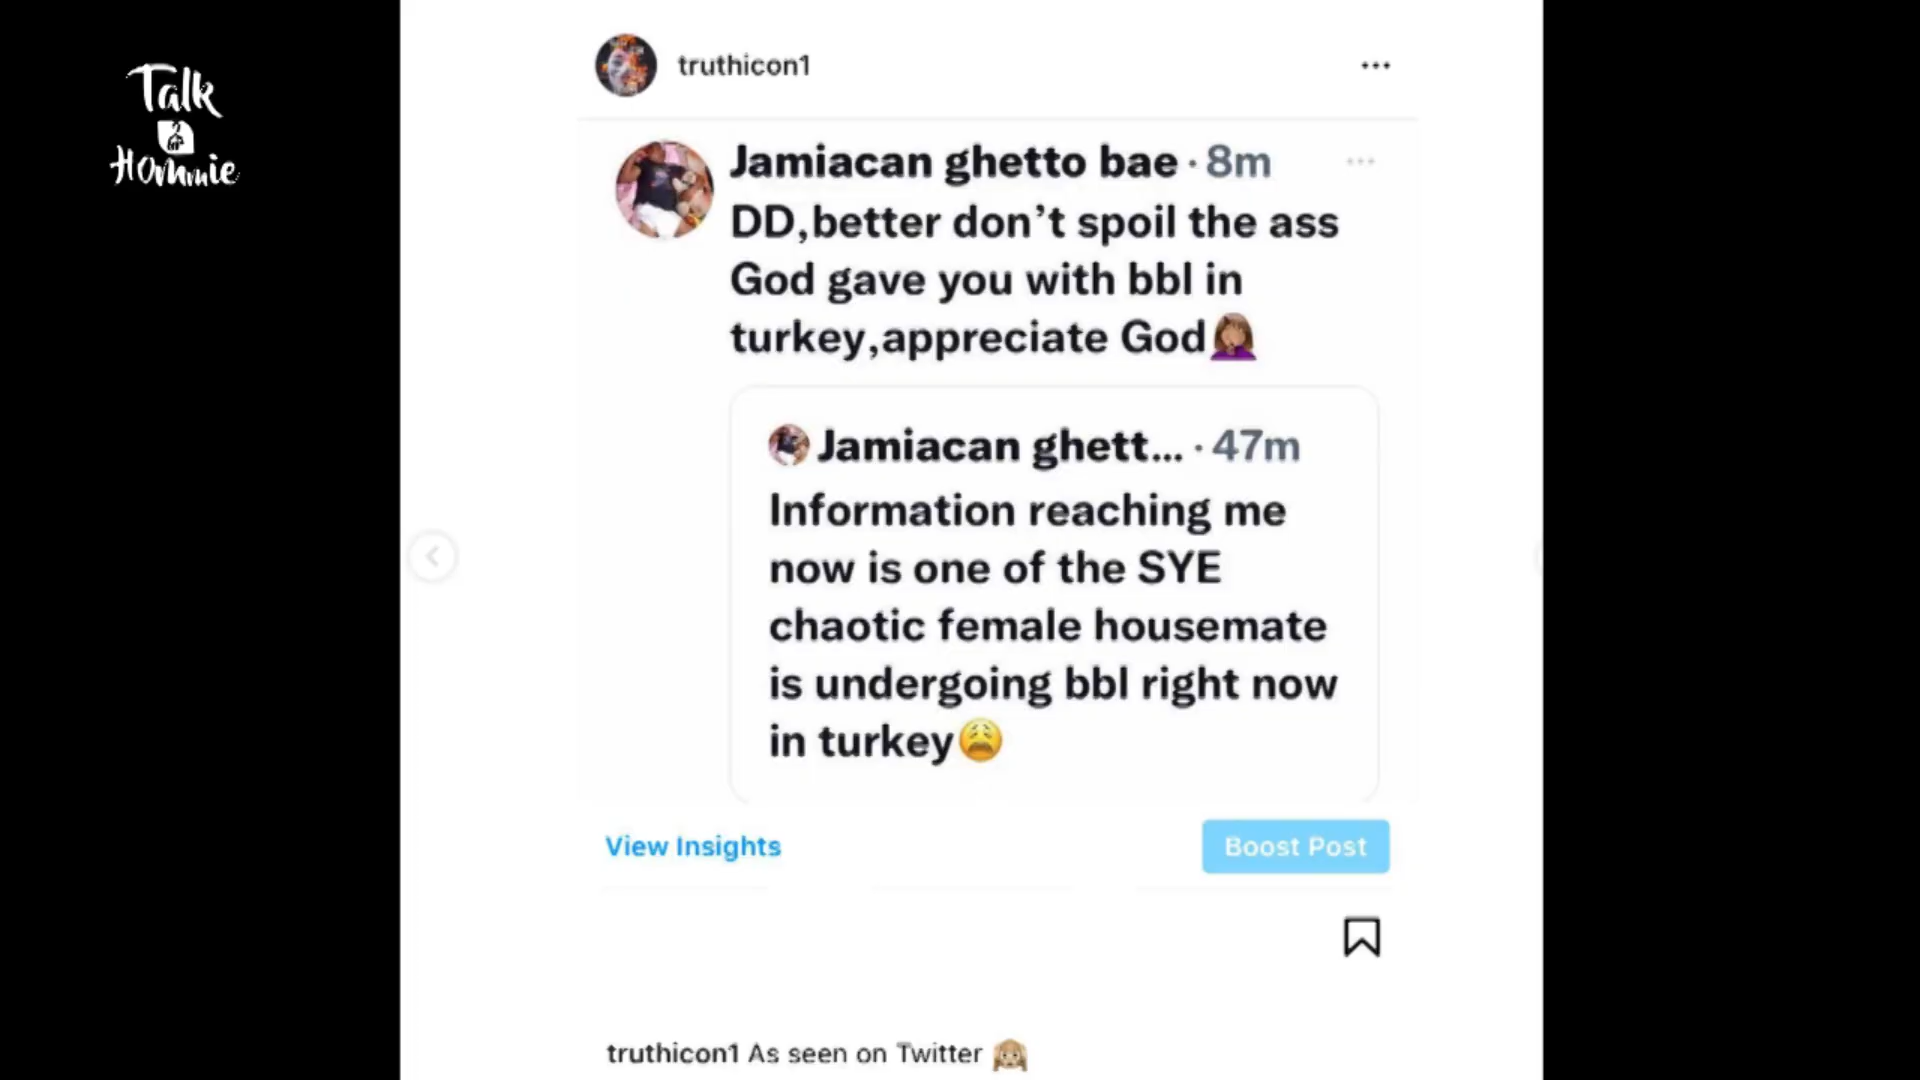 Talk
2
Hommie
truthicon1
Jamiacan ghetto bae · 8m
DD,better don't spoil the ass
God gave you with bbl in
turkey,appreciate God🤦🏽‍♀️
Jamiacan ghett... · 47m
Information reaching me
now is one of the SYE
chaotic female housemate
is undergoing bbl right now
in turkey😩
View Insights
Boost Post
truthicon1 As seen on Twitter 🙈